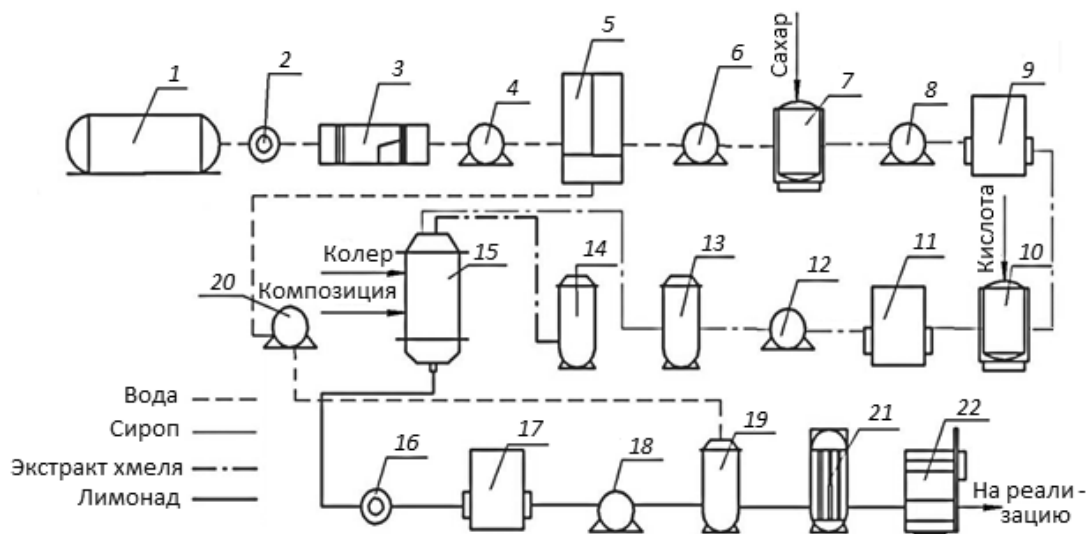 1
2
3
4
5
6
Сахар
7
8
9
Колер
Композиция
15
14
13
12
11
Кислота
10
20
Вода
Сироп
Экстракт хмеля
Лимонад
16
17
18
19
21
22
На реали -
зацию